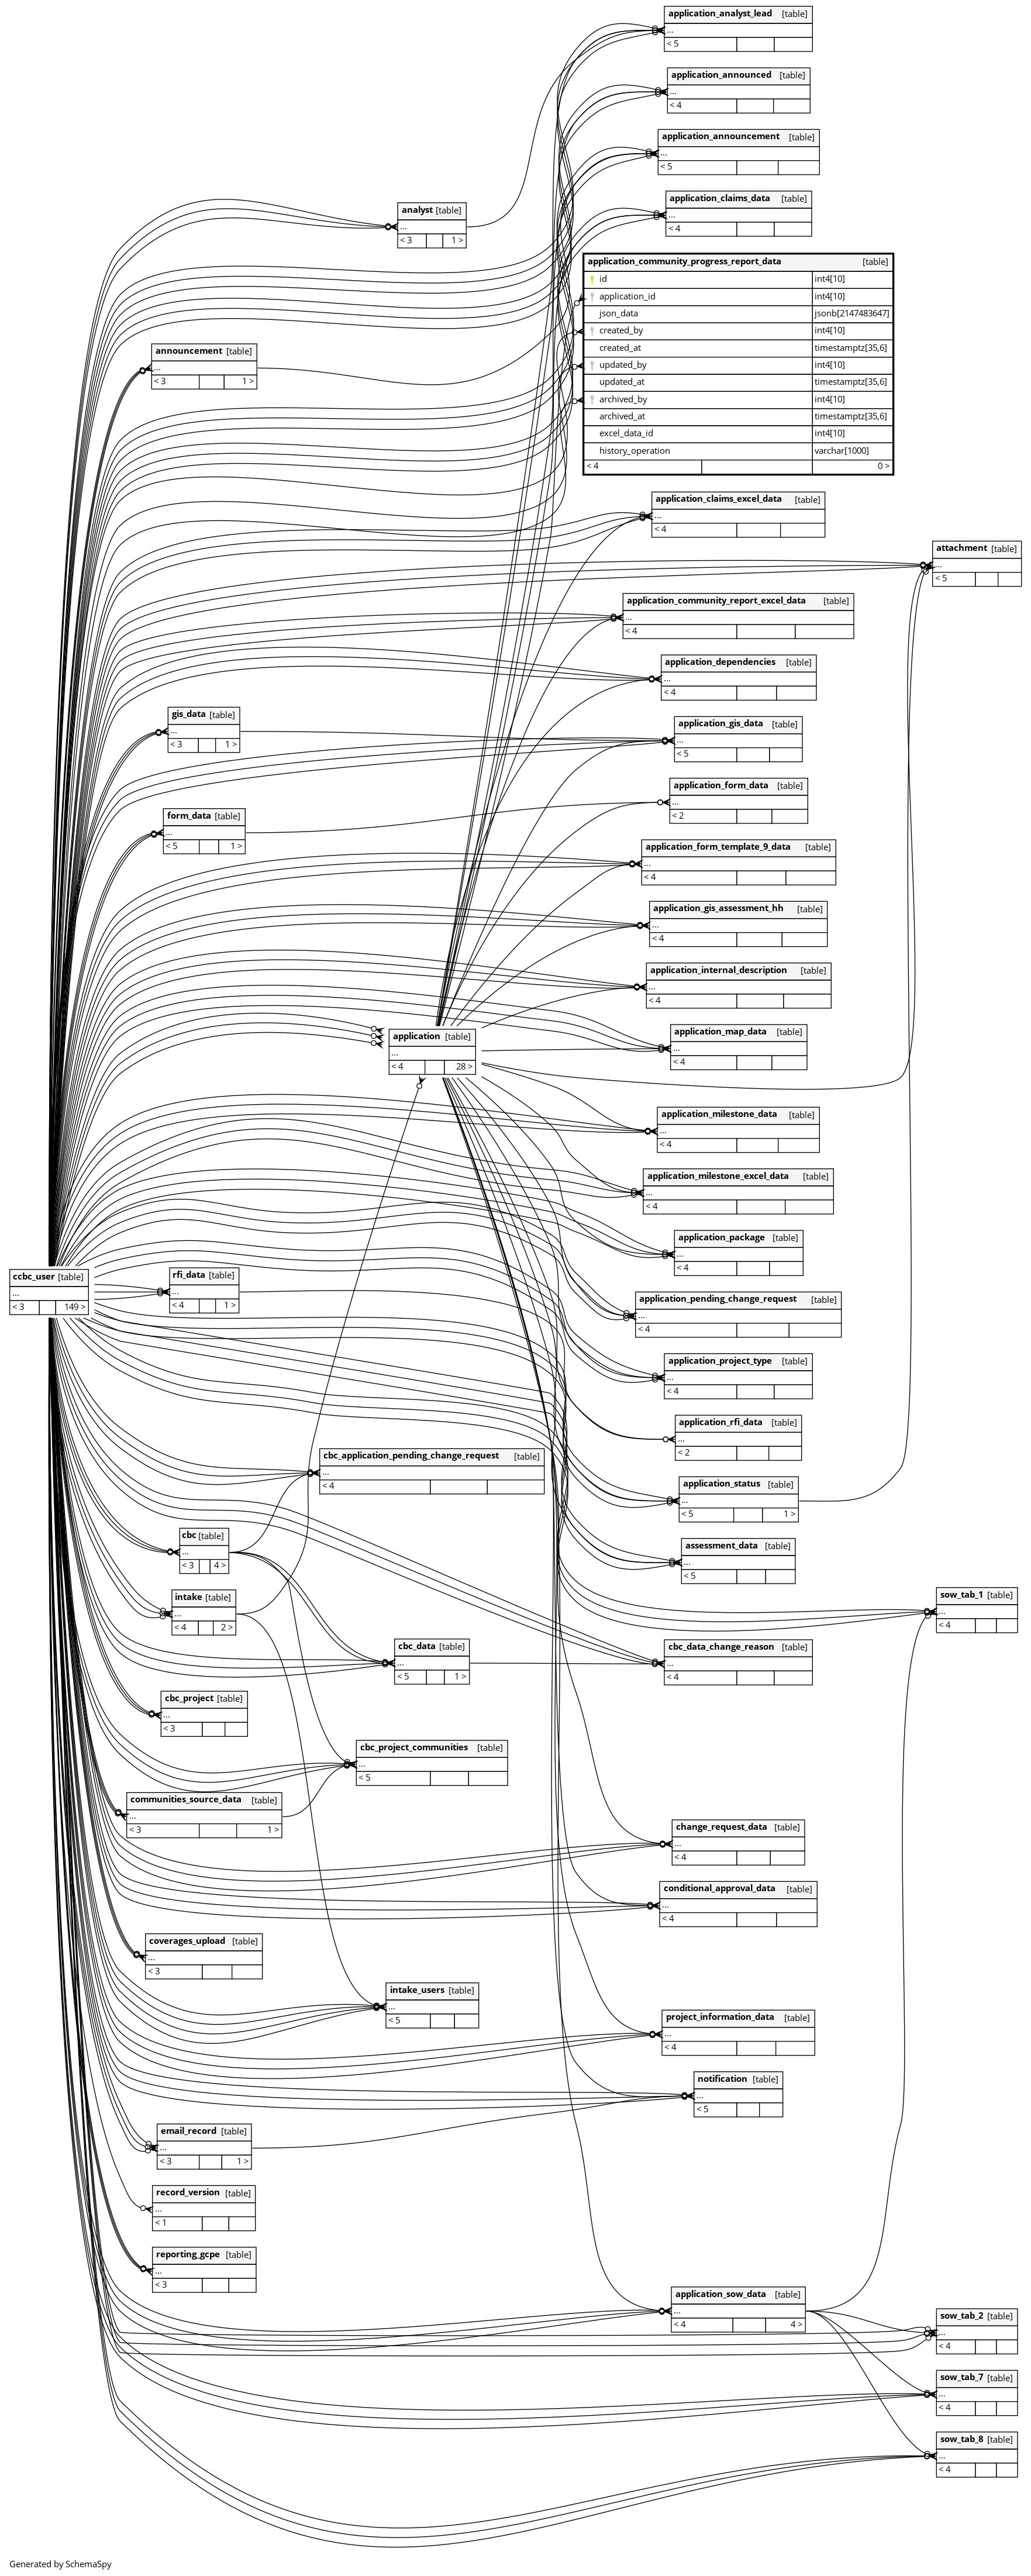 application_analyst_lead [table]
...
< 5
application_announced [table]
...
< 4
application_announcement [table]
...
< 5
analyst [table]
...
< 3 1 >
application_claims_data [table]
...
< 4
application_community_progress_report_data [table]
id int4[10]
application_id int4[10]
json_data jsonb[2147483647]
created_by int4[10]
created_at timestamptz[35,6]
updated_by int4[10]
updated_at timestamptz[35,6]
archived_by int4[10]
archived_at timestamptz[35,6]
excel_data_id int4[10]
history_operation varchar[1000]
< 4 0 >
announcement [table]
...
< 3 1 >
application_claims_excel_data [table]
...
< 4
attachment [table]
...
< 5
application_community_report_excel_data [table]
...
< 4
application_dependencies [table]
...
< 4
gis_data [table]
...
< 3 1 >
application_gis_data [table]
...
< 5
application_form_data [table]
...
< 2
form_data [table]
...
< 5 1 >
application_form_template_9_data [table]
...
< 4
application_gis_assessment_hh [table]
...
< 4
application_internal_description [table]
...
< 4
application [table]
...
< 4 28 >
application_map_data [table]
...
< 4
application_milestone_data [table]
...
< 4
application_milestone_excel_data [table]
...
< 4
application_package [table]
...
< 4
ccbc_user [table]
...
< 3 149 >
rfi_data [table]
...
< 4 1 >
application_pending_change_request [table]
...
< 4
application_project_type [table]
...
< 4
application_rfi_data [table]
...
< 2
cbc_application_pending_change_request [table]
...
< 4
application_status [table]
...
< 5 1 >
cbc [table]
...
< 3 4 >
assessment_data [table]
...
< 5
intake [table]
...
< 4 2 >
sow_tab_1 [table]
...
< 4
cbc_data [table]
...
< 5 1 >
cbc_data_change_reason [table]
...
< 4
cbc_project [table]
...
< 3
cbc_project_communities [table]
...
< 5
communities_source_data [table]
...
< 3 1 >
change_request_data [table]
...
< 4
conditional_approval_data [table]
...
< 4
coverages_upload [table]
...
< 3
intake_users [table]
...
< 5
project_information_data [table]
...
< 4
notification [table]
...
< 5
email_record [table]
...
< 3 1 >
record_version [table]
...
< 1
reporting_gcpe [table]
...
< 3
application_sow_data [table]
...
< 4 4 >
sow_tab_2 [table]
...
< 4
sow_tab_7 [table]
...
< 4
sow_tab_8 [table]
...
< 4
Generated by SchemaSpy